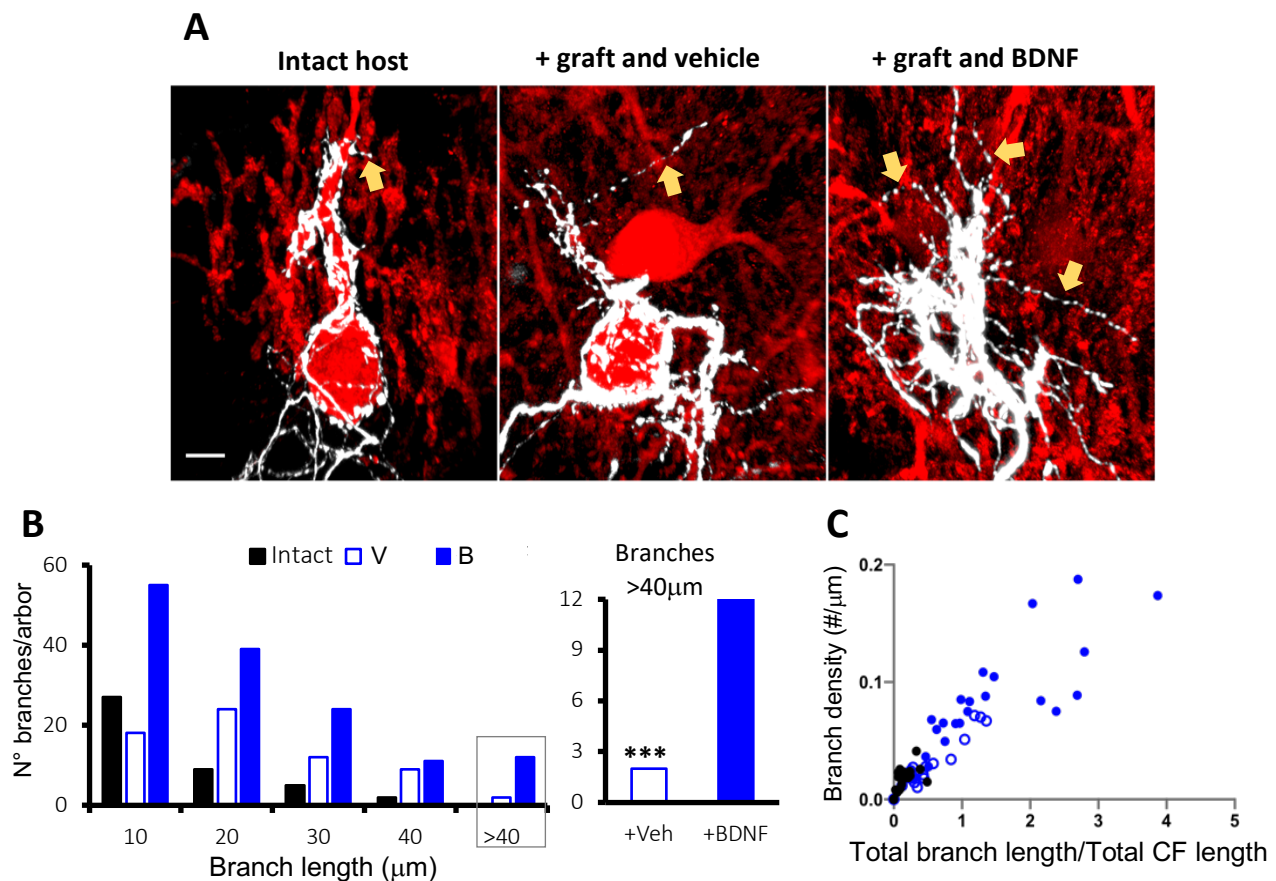 A
Intact host
+ graft and vehicle
+ graft and BDNF
B
Intact
V
B
N° branches/arbor
60
40
20
0
10
20
30
40
>40
Branch length (μm)
Branches
>40μm
12
9
6
3
0
***
+Veh
+BDNF
C
Branch density (#/μm)
0.2
0.1
0.0
0
1
2
3
4
5
Total branch length/Total CF length